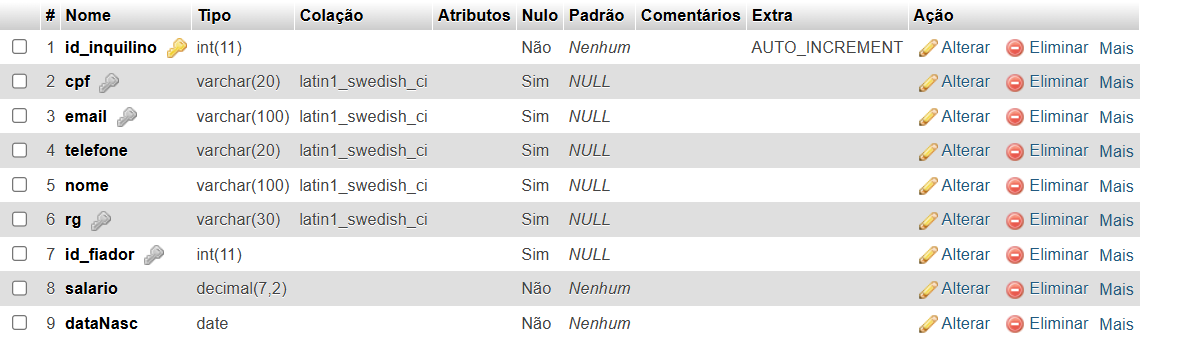 # Nome Tipo Colação Atributos Nulo Padrão Comentários Extra Ação
1 id_inquilino int(11) Não Nenhum AUTO_INCREMENT Alterar Eliminar Mais
2 cpf varchar(20) latin1_swedish_ci Sim NULL Alterar Eliminar Mais
3 email varchar(100) latin1_swedish_ci Sim NULL Alterar Eliminar Mais
4 telefone varchar(20) latin1_swedish_ci Sim NULL Alterar Eliminar Mais
5 nome varchar(100) latin1_swedish_ci Sim NULL Alterar Eliminar Mais
6 rg varchar(30) latin1_swedish_ci Sim NULL Alterar Eliminar Mais
7 id_fiador int(11) Sim NULL Alterar Eliminar Mais
8 salario decimal(7,2) Não Nenhum Alterar Eliminar Mais
9 dataNasc date Não Nenhum Alterar Eliminar Mais